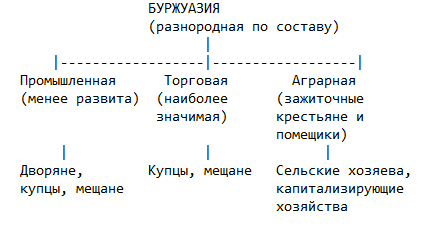 БУРЖУАЗИЯ
(разнородная по составу)
Промышленная Торговая Аграрная
(менее развита) (наиболее (зажиточные
значимая) крестьяне и
помещики)
Дворяне, Купцы, мещане Сельские хозяева,
купцы, мещане капитализирующие
хозяйства